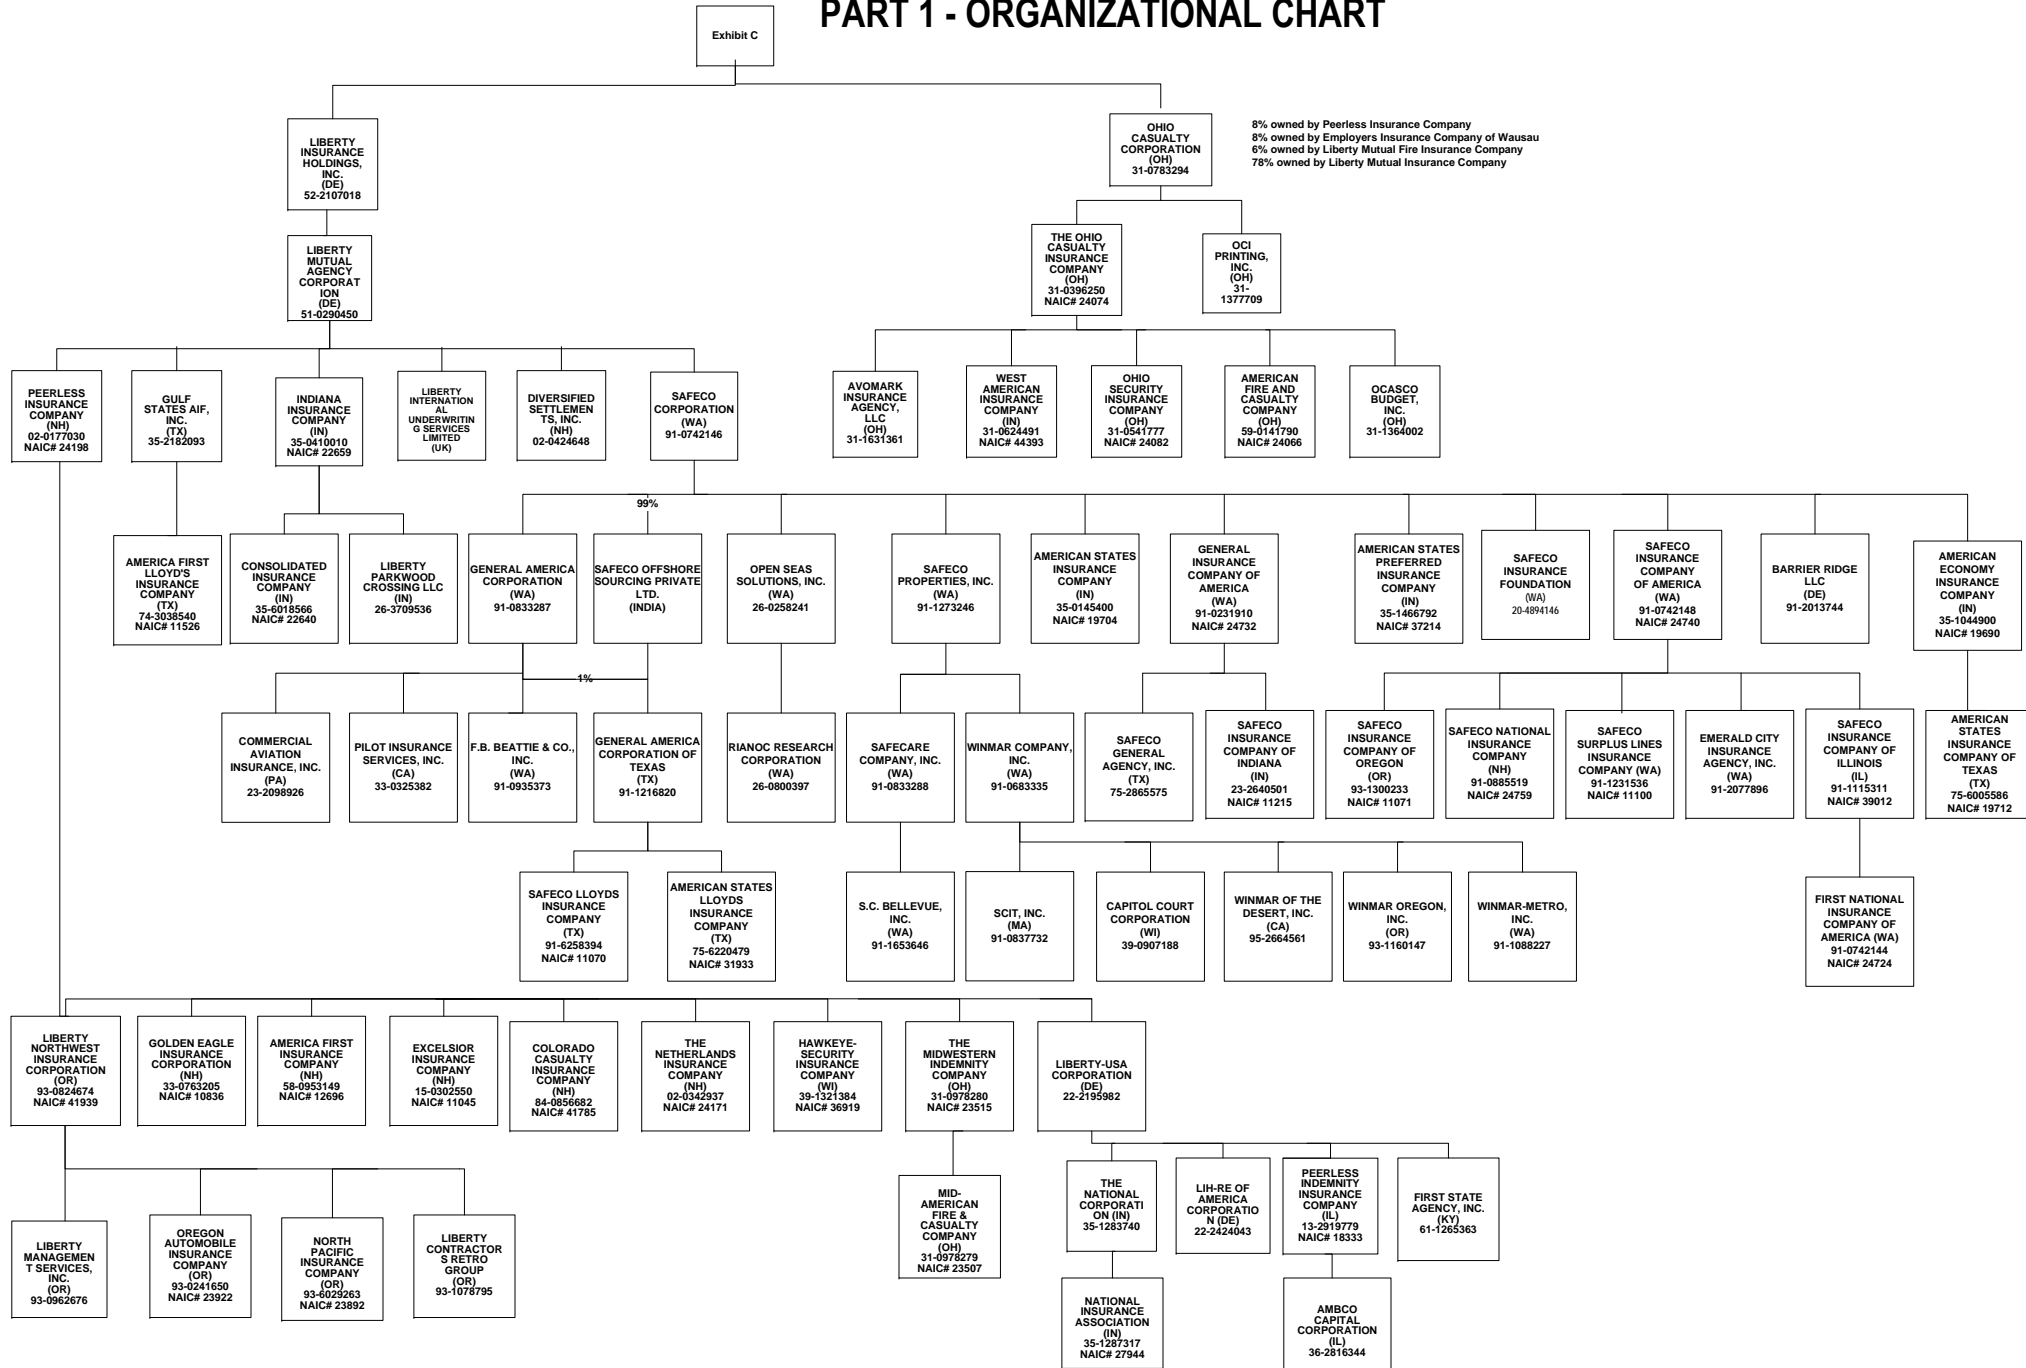 PART 1 - ORGANIZATIONAL CHART
Exhibit C
LIBERTY
INSURANCE
HOLDINGS,
INC.
(DE)
52-2107018
OHIO
CASUALTY
CORPORATION
(OH)
31-0783294
8% owned by Peerless Insurance Company
8% owned by Employers Insurance Company of Wausau
6% owned by Liberty Mutual Fire Insurance Company
78% owned by Liberty Mutual Insurance Company
LIBERTY
MUTUAL
AGENCY
CORPORAT
ION
(DE)
51-0290450
THE OHIO
CASUALTY
INSURANCE
COMPANY
(OH)
31-0396250
NAIC# 24074
OCI
PRINTING,
INC.
(OH)
31-
1377709
PEERLESS
INSURANCE
COMPANY
(NH)
02-0177030
NAIC# 24198
GULF
STATES AIF,
INC.
(TX)
35-2182093
INDIANA
INSURANCE
COMPANY
(IN)
35-0410010
NAIC# 22659
LIBERTY
INTERNATION
AL
UNDERWRITIN
G SERVICES
LIMITED
(UK)
DIVERSIFIED
SETTLEMEN
TS, INC.
(NH)
02-0424648
SAFECO
CORPORATION
(WA)
91-0742146
AVOMARK
INSURANCE
AGENCY,
LLC
(OH)
31-1631361
WEST
AMERICAN
INSURANCE
COMPANY
(IN)
31-0624491
NAIC# 44393
OHIO
SECURITY
INSURANCE
COMPANY
(OH)
31-0541777
NAIC# 24082
AMERICAN
FIRE AND
CASUALTY
COMPANY
(OH)
59-0141790
NAIC# 24066
OCASCO
BUDGET,
INC.
(OH)
31-1364002
99%
AMERICA FIRST
LLOYD'S
INSURANCE
COMPANY
(TX)
74-3038540
NAIC# 11526
CONSOLIDATED
INSURANCE
COMPANY
(IN)
35-6018566
NAIC# 22640
LIBERTY
PARKWOOD
CROSSING LLC
(IN)
26-3709536
GENERAL AMERICA
CORPORATION
(WA)
91-0833287
SAFECO OFFSHORE
SOURCING PRIVATE
LTD.
(INDIA)
OPEN SEAS
SOLUTIONS, INC.
(WA)
26-0258241
SAFECO
PROPERTIES, INC.
(WA)
91-1273246
AMERICAN STATES
INSURANCE
COMPANY
(IN)
35-0145400
NAIC# 19704
GENERAL
INSURANCE
COMPANY OF
AMERICA
(WA)
91-0231910
NAIC# 24732
AMERICAN STATES
PREFERRED
INSURANCE
COMPANY
(IN)
35-1466792
NAIC# 37214
SAFECO
INSURANCE
FOUNDATION
(WA)
20-4894146
SAFECO
INSURANCE
COMPANY
OF AMERICA
(WA)
91-0742148
NAIC# 24740
BARRIER RIDGE
LLC
(DE)
91-2013744
AMERICAN
ECONOMY
INSURANCE
COMPANY
(IN)
35-1044900
NAIC# 19690
1%
COMMERCIAL
AVIATION
INSURANCE, INC.
(PA)
23-2098926
PILOT INSURANCE
SERVICES, INC.
(CA)
33-0325382
F.B. BEATTIE & CO.,
INC.
(WA)
91-0935373
GENERAL AMERICA
CORPORATION OF
TEXAS
(TX)
91-1216820
RIANOC RESEARCH
CORPORATION
(WA)
26-0800397
SAFECARE
COMPANY, INC.
(WA)
91-0833288
WINMAR COMPANY,
INC.
(WA)
91-0683335
SAFECO
GENERAL
AGENCY, INC.
(TX)
75-2865575
SAFECO
INSURANCE
COMPANY OF
INDIANA
(IN)
23-2640501
NAIC# 11215
SAFECO
INSURANCE
COMPANY OF
OREGON
(OR)
93-1300233
NAIC# 11071
SAFECO NATIONAL
INSURANCE
COMPANY
(NH)
91-0885519
NAIC# 24759
SAFECO
SURPLUS LINES
INSURANCE
COMPANY (WA)
91-1231536
NAIC# 11100
EMERALD CITY
INSURANCE
AGENCY, INC.
(WA)
91-2077896
SAFECO
INSURANCE
COMPANY OF
ILLINOIS
(IL)
91-1115311
NAIC# 39012
AMERICAN
STATES
INSURANCE
COMPANY OF
TEXAS
(TX)
75-6005586
NAIC# 19712
SAFECO LLOYDS
INSURANCE
COMPANY
(TX)
91-6258394
NAIC# 11070
AMERICAN STATES
LLOYDS
INSURANCE
COMPANY
(TX)
75-6220479
NAIC# 31933
S.C. BELLEVUE,
INC.
(WA)
91-1653646
SCIT, INC.
(MA)
91-0837732
CAPITOL COURT
CORPORATION
(WI)
39-0907188
WINMAR OF THE
DESERT, INC.
(CA)
95-2664561
WINMAR OREGON,
INC.
(OR)
93-1160147
WINMAR-METRO,
INC.
(WA)
91-1088227
FIRST NATIONAL
INSURANCE
COMPANY OF
AMERICA (WA)
91-0742144
NAIC# 24724
LIBERTY
NORTHWEST
INSURANCE
CORPORATION
(OR)
93-0824674
NAIC# 41939
GOLDEN EAGLE
INSURANCE
CORPORATION
(NH)
33-0763205
NAIC# 10836
AMERICA FIRST
INSURANCE
COMPANY
(NH)
58-0953149
NAIC# 12696
EXCELSIOR
INSURANCE
COMPANY
(NH)
15-0302550
NAIC# 11045
COLORADO
CASUALTY
INSURANCE
COMPANY
(NH)
84-0856682
NAIC# 41785
THE
NETHERLANDS
INSURANCE
COMPANY
(NH)
02-0342937
NAIC# 24171
HAWKEYE-
SECURITY
INSURANCE
COMPANY
(WI)
39-1321384
NAIC# 36919
THE
MIDWESTERN
INDEMNITY
COMPANY
(OH)
31-0978280
NAIC# 23515
LIBERTY-USA
CORPORATION
(DE)
22-2195982
LIBERTY
MANAGEMEN
T SERVICES,
INC.
(OR)
93-0962676
OREGON
AUTOMOBILE
INSURANCE
COMPANY
(OR)
93-0241650
NAIC# 23922
NORTH
PACIFIC
INSURANCE
COMPANY
(OR)
93-6029263
NAIC# 23892
LIBERTY
CONTRACTOR
S RETRO
GROUP
(OR)
93-1078795
MID-
AMERICAN
FIRE &
CASUALTY
COMPANY
(OH)
31-0978279
NAIC# 23507
THE
NATIONAL
CORPORATI
ON (IN)
35-1283740
LIH-RE OF
AMERICA
CORPORATIO
N (DE)
22-2424043
PEERLESS
INDEMNITY
INSURANCE
COMPANY
(IL)
13-2919779
NAIC# 18333
FIRST STATE
AGENCY, INC.
(KY)
61-1265363
NATIONAL
INSURANCE
ASSOCIATION
(IN)
35-1287317
NAIC# 27944
AMBCO
CAPITAL
CORPORATION
(IL)
36-2816344